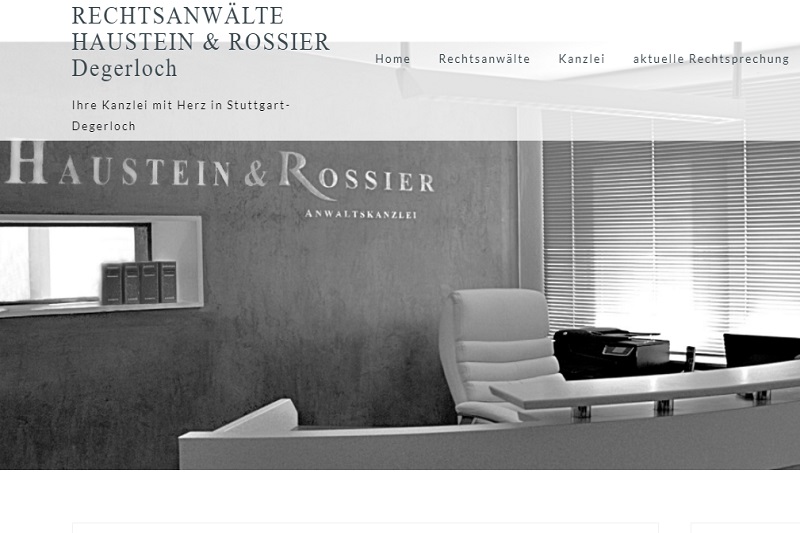 RECHTSANWÄLTE
HAUSTEIN & ROSSIER
Degerloch
Home Rechtsanwälte Kanzlei aktuelle Rechtsprechung
Ihre Kanzlei mit Herz in Stuttgart-
Degerloch
HAUSTEIN & ROSSIER
ANWALTSKANZLEI